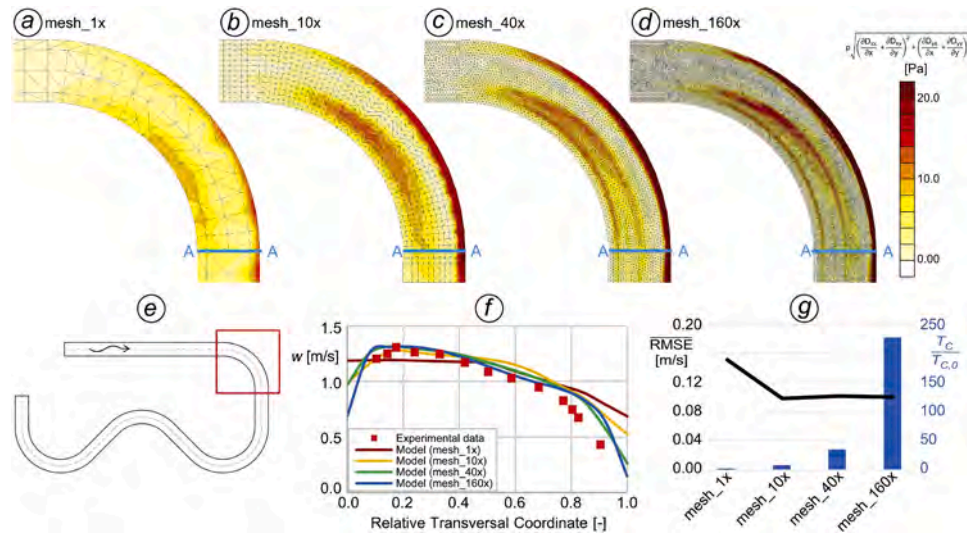 a mesh_1x
b mesh_10x
c mesh_40x
d mesh_160x
[Pa]
20.0
10.0
0.00
A A
A A
A A
A A
e
f
w [m/s]
1.5
1.0
0.5
0.0
Experimental data
Model (mesh_1x)
Model (mesh_10x)
Model (mesh_40x)
Model (mesh_160x)
0.0 0.2 0.4 0.6 0.8 1.0
Relative Transversal Coordinate [-]
g
RMSE
[m/s]
0.20
0.16
0.12
0.08
0.04
0.00
T_C
T_C,0
250
200
150
100
50
0
mesh_1x
mesh_10x
mesh_40x
mesh_160x